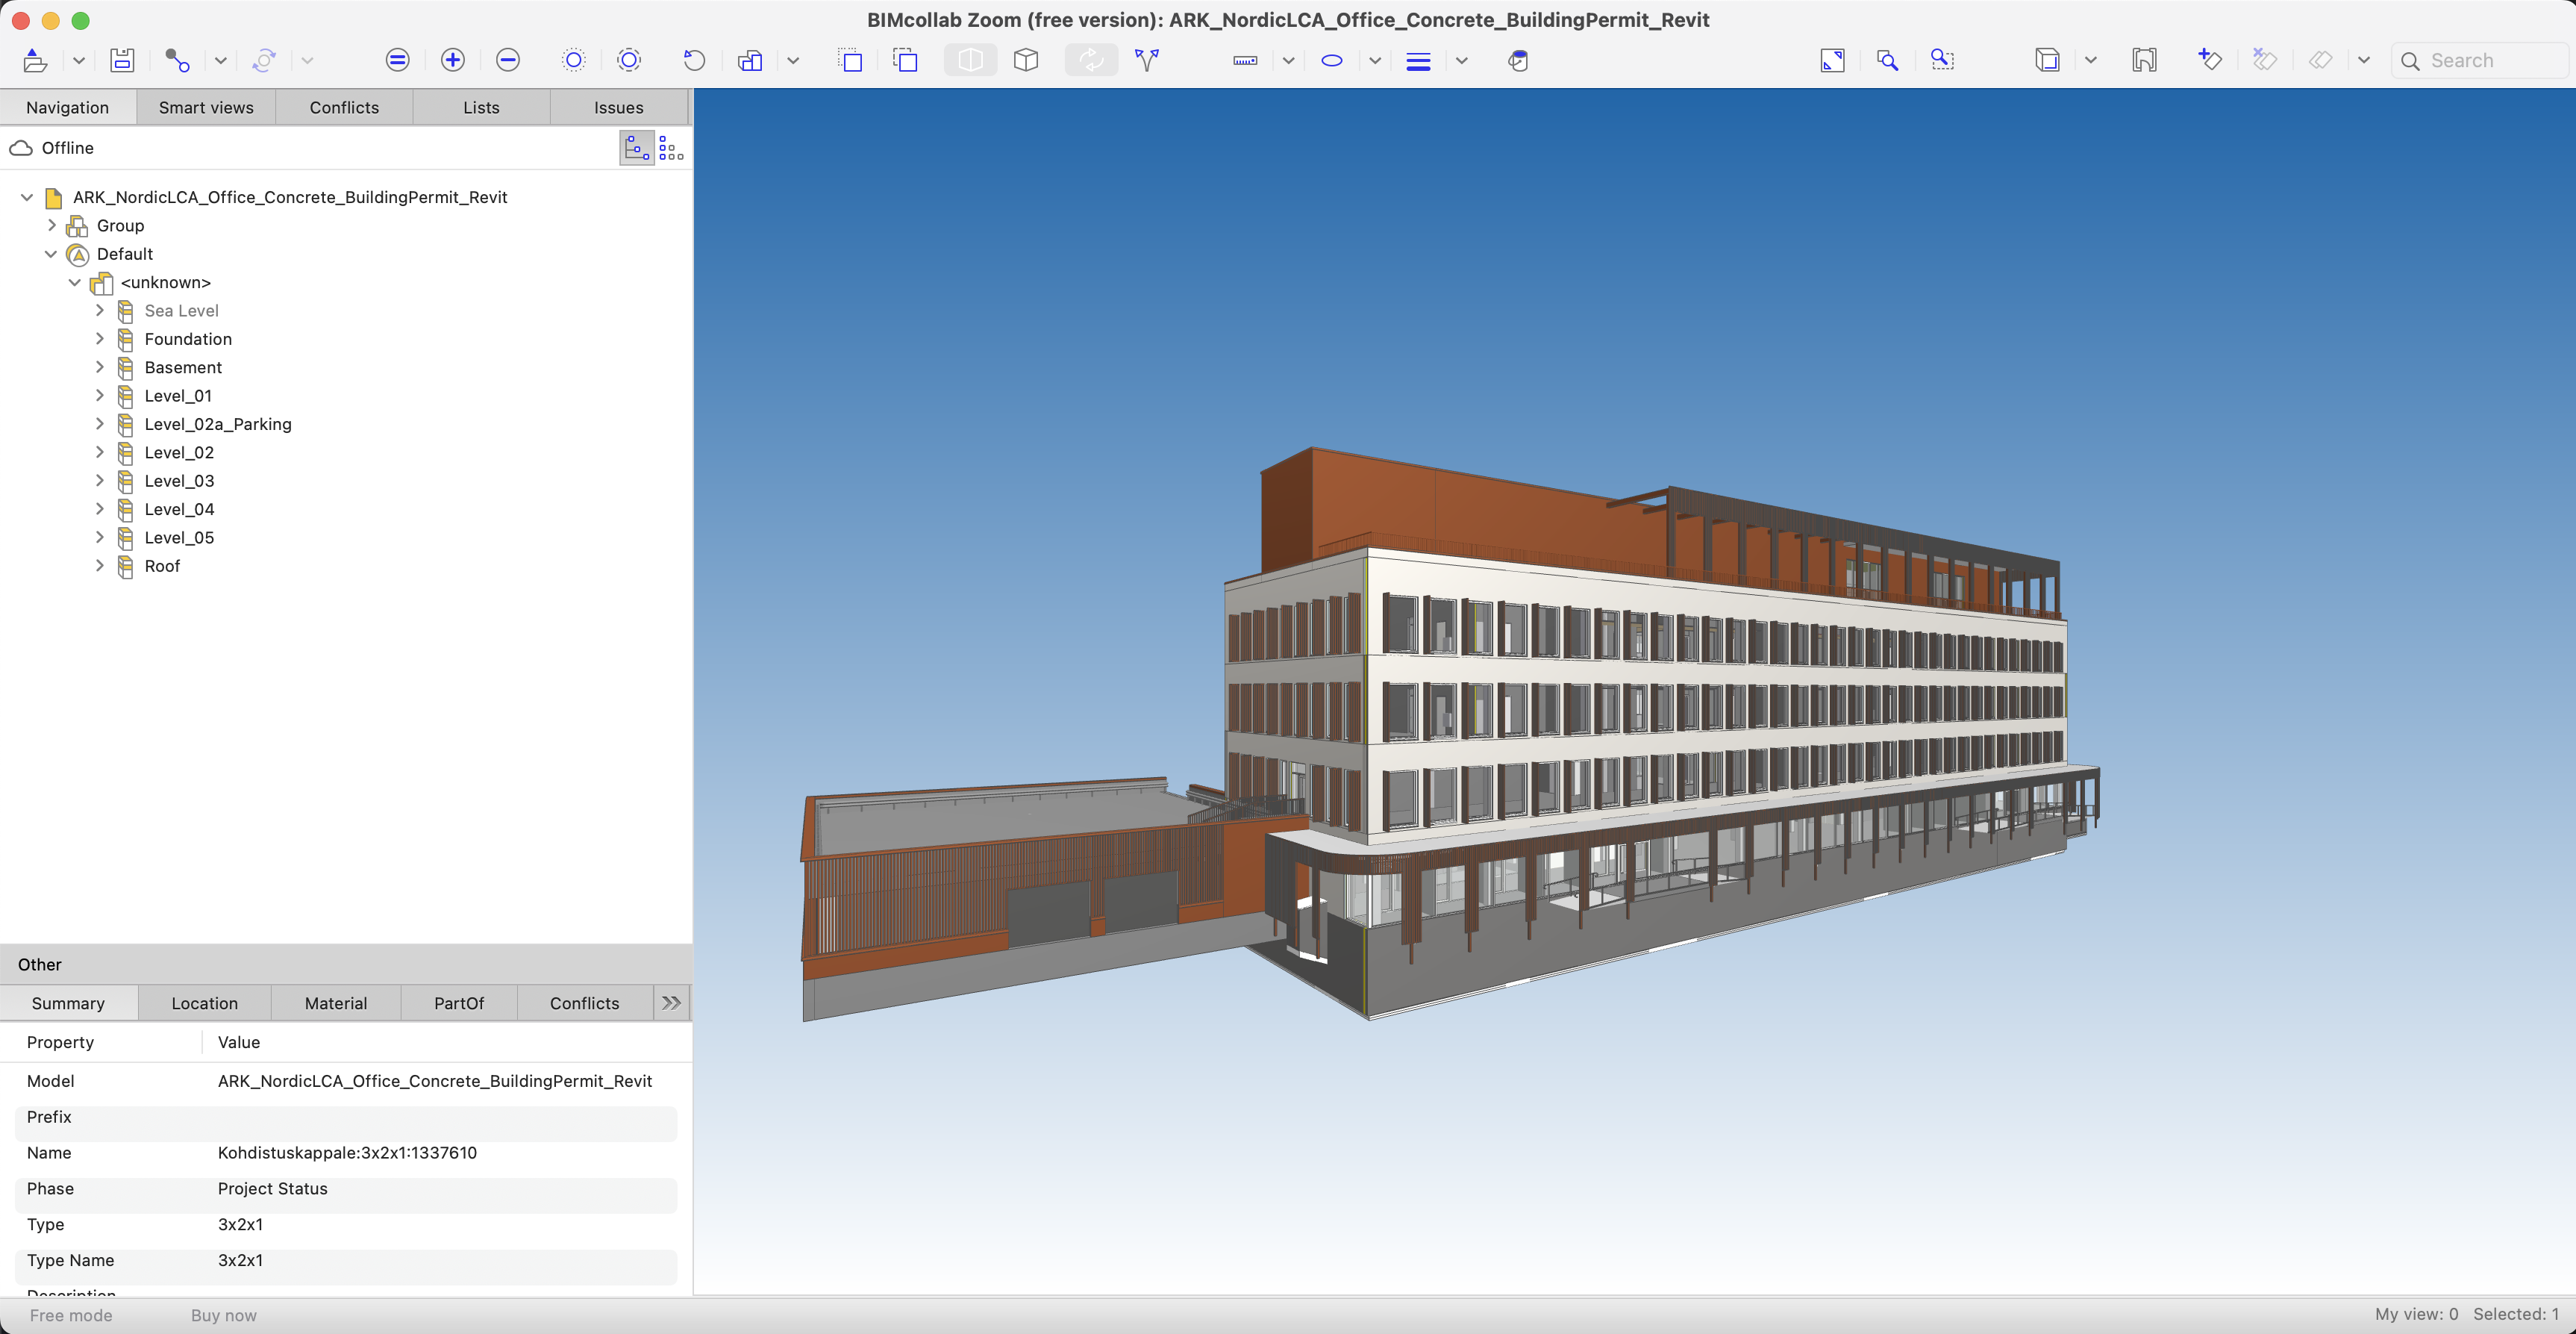 BIMcollab Zoom (free version): ARK_NordicLCA_Office_Concrete_BuildingPermit_Revit
Search
Navigation Smart views Conflicts Lists Issues
Offline
ARK_NordicLCA_Office_Concrete_BuildingPermit_Revit
Group
Default
<unknown>
Sea Level
Foundation
Basement
Level_01
Level_02a_Parking
Level_02
Level_03
Level_04
Level_05
Roof
Other
Summary Location Material PartOf Conflicts
Property Value
Model ARK_NordicLCA_Office_Concrete_BuildingPermit_Revit
Prefix
Name Kohdistuskappale:3x2x1:1337610
Phase Project Status
Type 3x2x1
Type Name 3x2x1
Description
Free mode Buy now My view: 0 Selected: 1